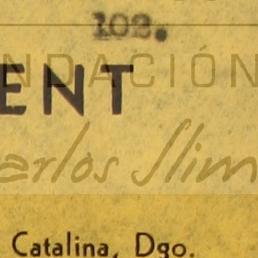 102.
NDACIÓN
ENT
arlos Slim
Catalina, Dgo.